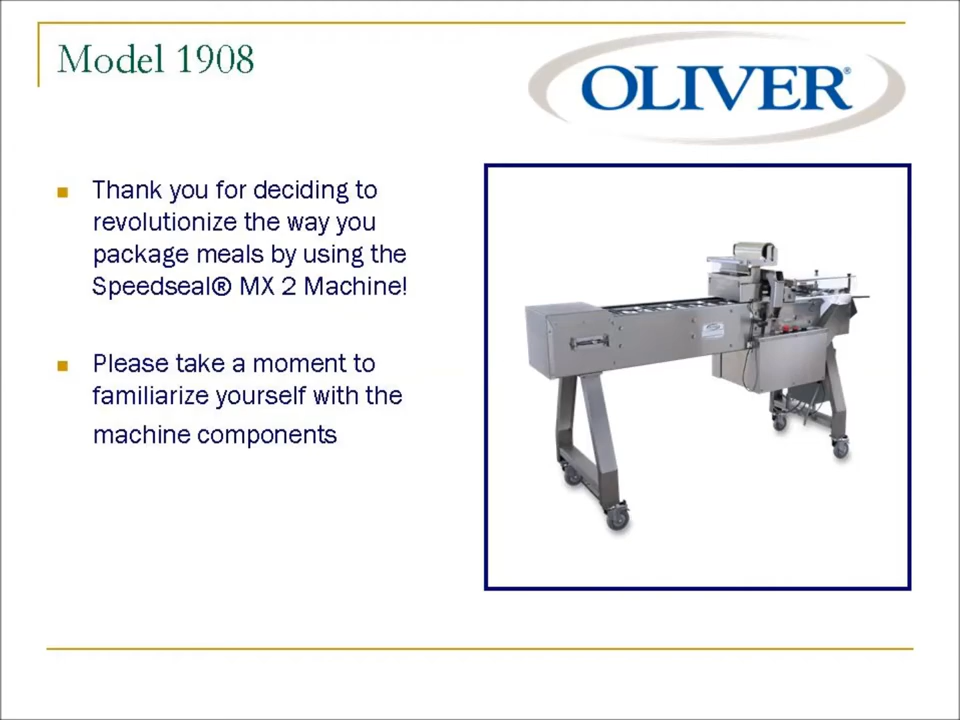 Model 1908
OLIVER®
Thank you for deciding to
revolutionize the way you
package meals by using the
Speedseal® MX 2 Machine!
Please take a moment to
familiarize yourself with the
machine components